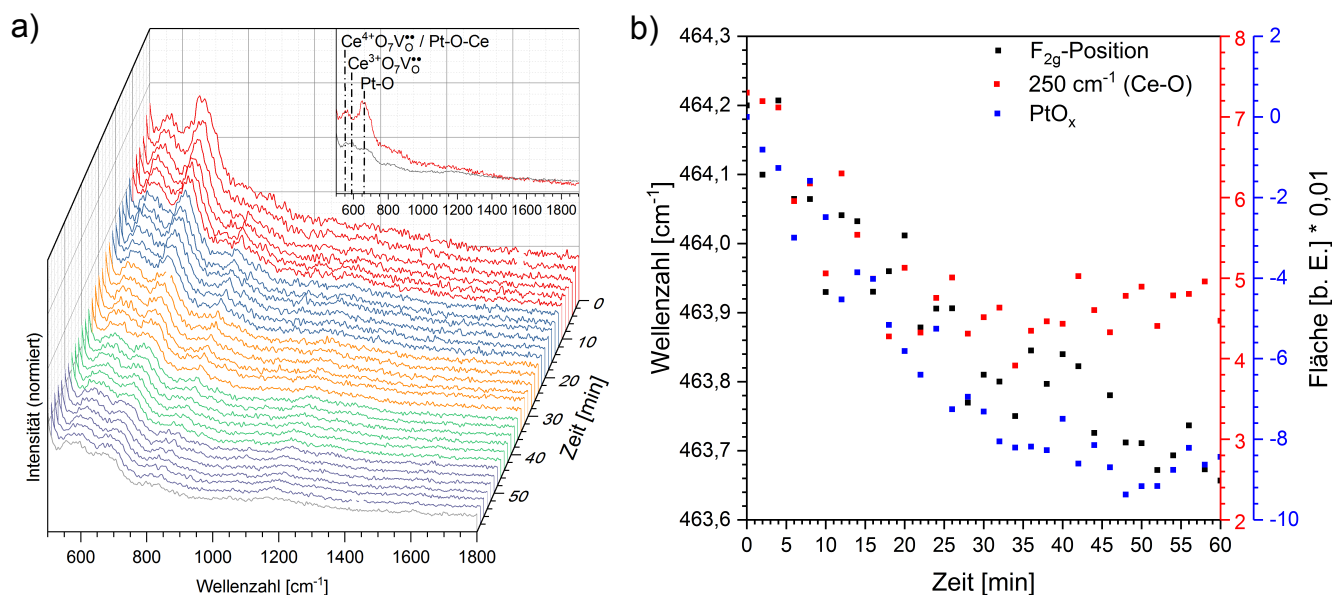 a)
Ce⁴⁺O₇V_O^•• / Pt-O-Ce
Ce³⁺O₇V_O^••
Pt-O
600 800 1000 1200 1400 1600 1800
Intensität (normiert)
0
10
20
30
40
50
Zeit [min]
600 800 1000 1200 1400 1600 1800
Wellenzahl [cm⁻¹]
b)
F₂g-Position
250 cm⁻¹ (Ce-O)
PtOₓ
464,3
464,2
464,1
464,0
463,9
463,8
463,7
463,6
Wellenzahl [cm⁻¹]
0 5 10 15 20 25 30 35 40 45 50 55 60
Zeit [min]
8
7
6
5
4
3
2
2
0
-2
-4
-6
-8
-10
Fläche [b. E.] * 0,01